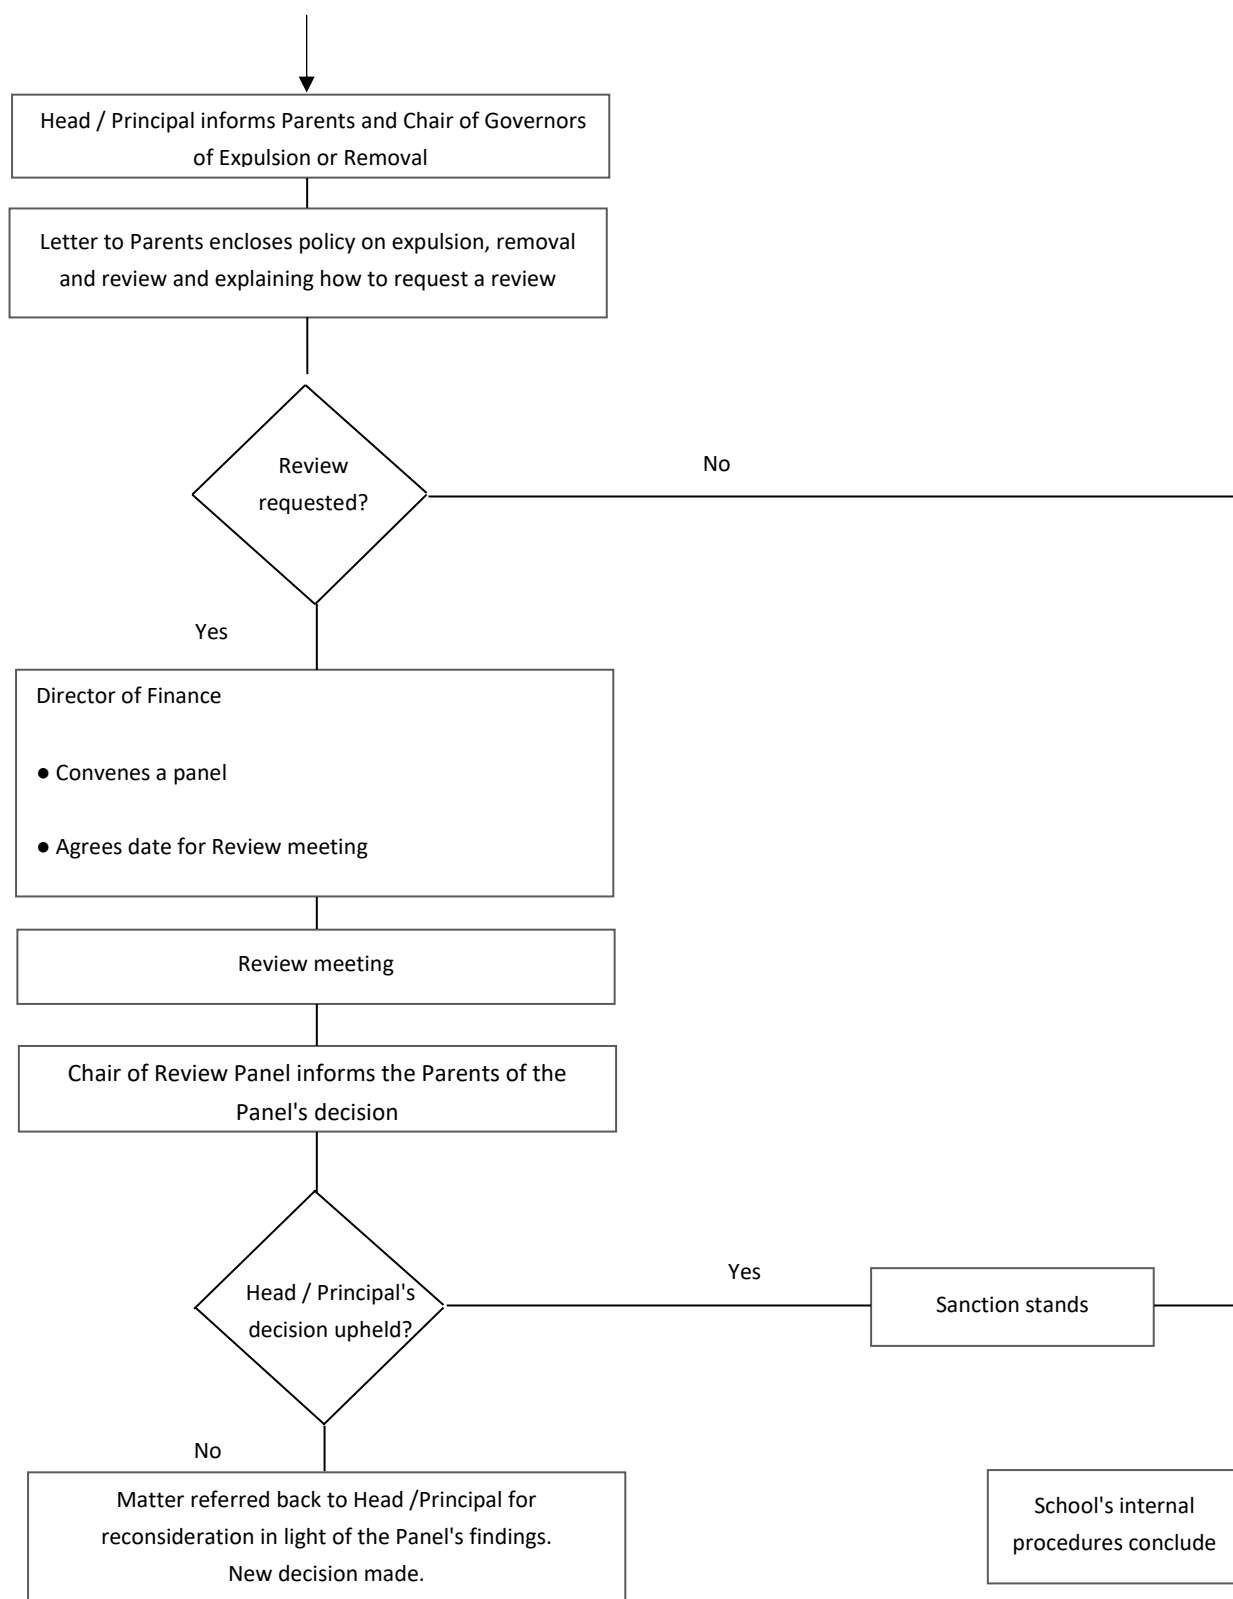 Head / Principal informs Parents and Chair of Governors
of Expulsion or Removal
Letter to Parents encloses policy on expulsion, removal
and review and explaining how to request a review
Review
requested?
No
Yes
Director of Finance
● Convenes a panel
● Agrees date for Review meeting
Review meeting
Chair of Review Panel informs the Parents of the
Panel's decision
Head / Principal's
decision upheld?
Yes
Sanction stands
No
Matter referred back to Head /Principal for
reconsideration in light of the Panel's findings.
New decision made.
School's internal
procedures conclude